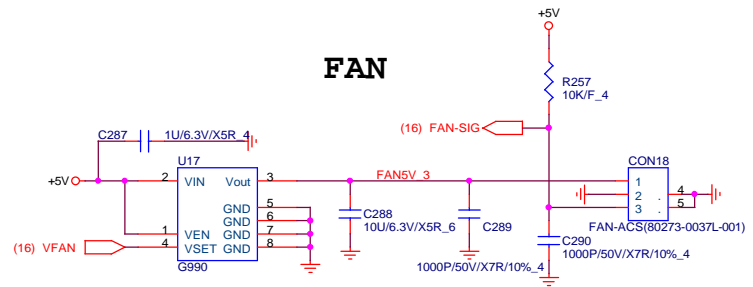 +5V
FAN
R257
10K/F_4
(16) FAN-SIG
C287
1U/6.3V/X5R_4
CON18
U17
+5V
2 VIN
Vout 3
FAN5V_3
1
2
3
4
5
.
.
GND 5
GND 6
1 VEN
GND 7
(16) VFAN
4 VSET
GND 8
G990
C288
10U/6.3V/X5R_6
C289
1000P/50V/X7R/10%_4
FAN-ACS(80273-0037L-001)
C290
1000P/50V/X7R/10%_4